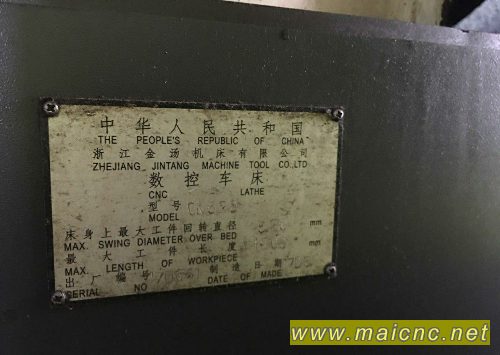 中华人民共和国
THE PEOPLE'S REPUBLIC OF CHINA
浙江金汤机床有限公司
ZHEJIANG JINTANG MACHINE TOOL CO.,LTD
数控车床
CNC LATHE
型号
MODEL
床身上最大工件回转直径 mm
MAX. SWING DIAMETER OVER BED
最大工件长度 mm
MAX. LENGTH OF WORKPIECE
出厂编号 制造日期
SERIAL NO DATE OF MADE
www.maicnc.net